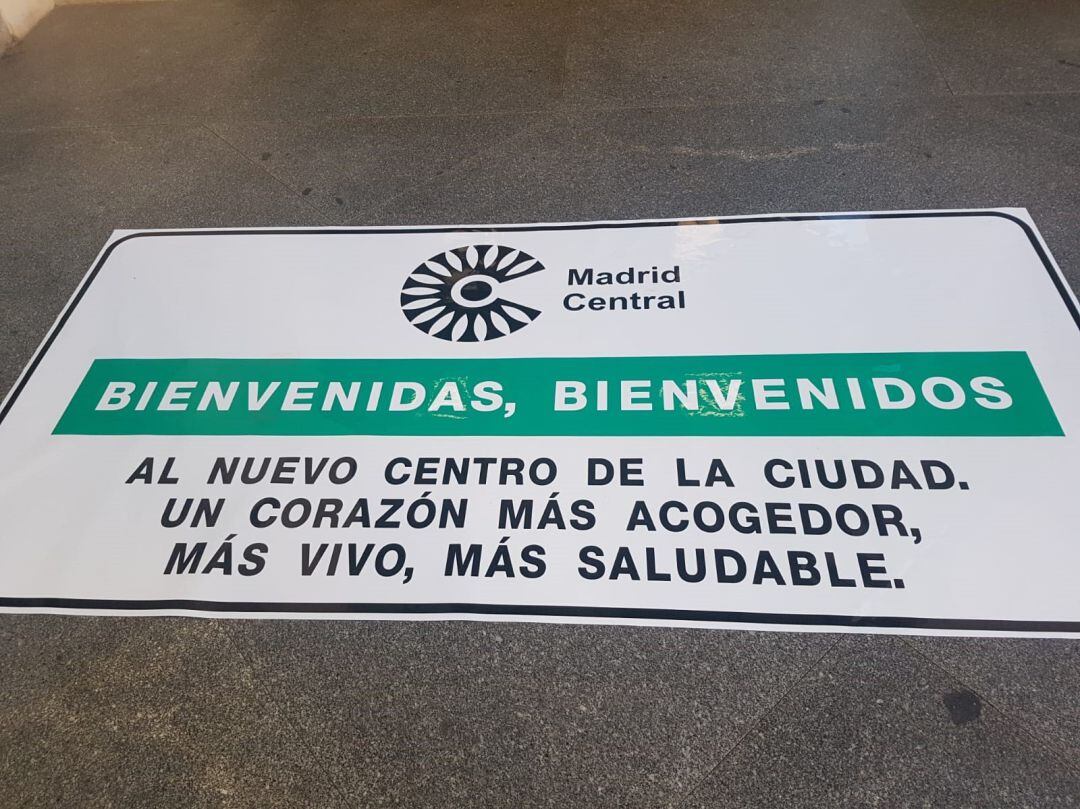 Madrid
Central
BIENVENIDAS, BIENVENIDOS
AL NUEVO CENTRO DE LA CIUDAD.
UN CORAZÓN MÁS ACOGEDOR,
MÁS VIVO, MÁS SALUDABLE.